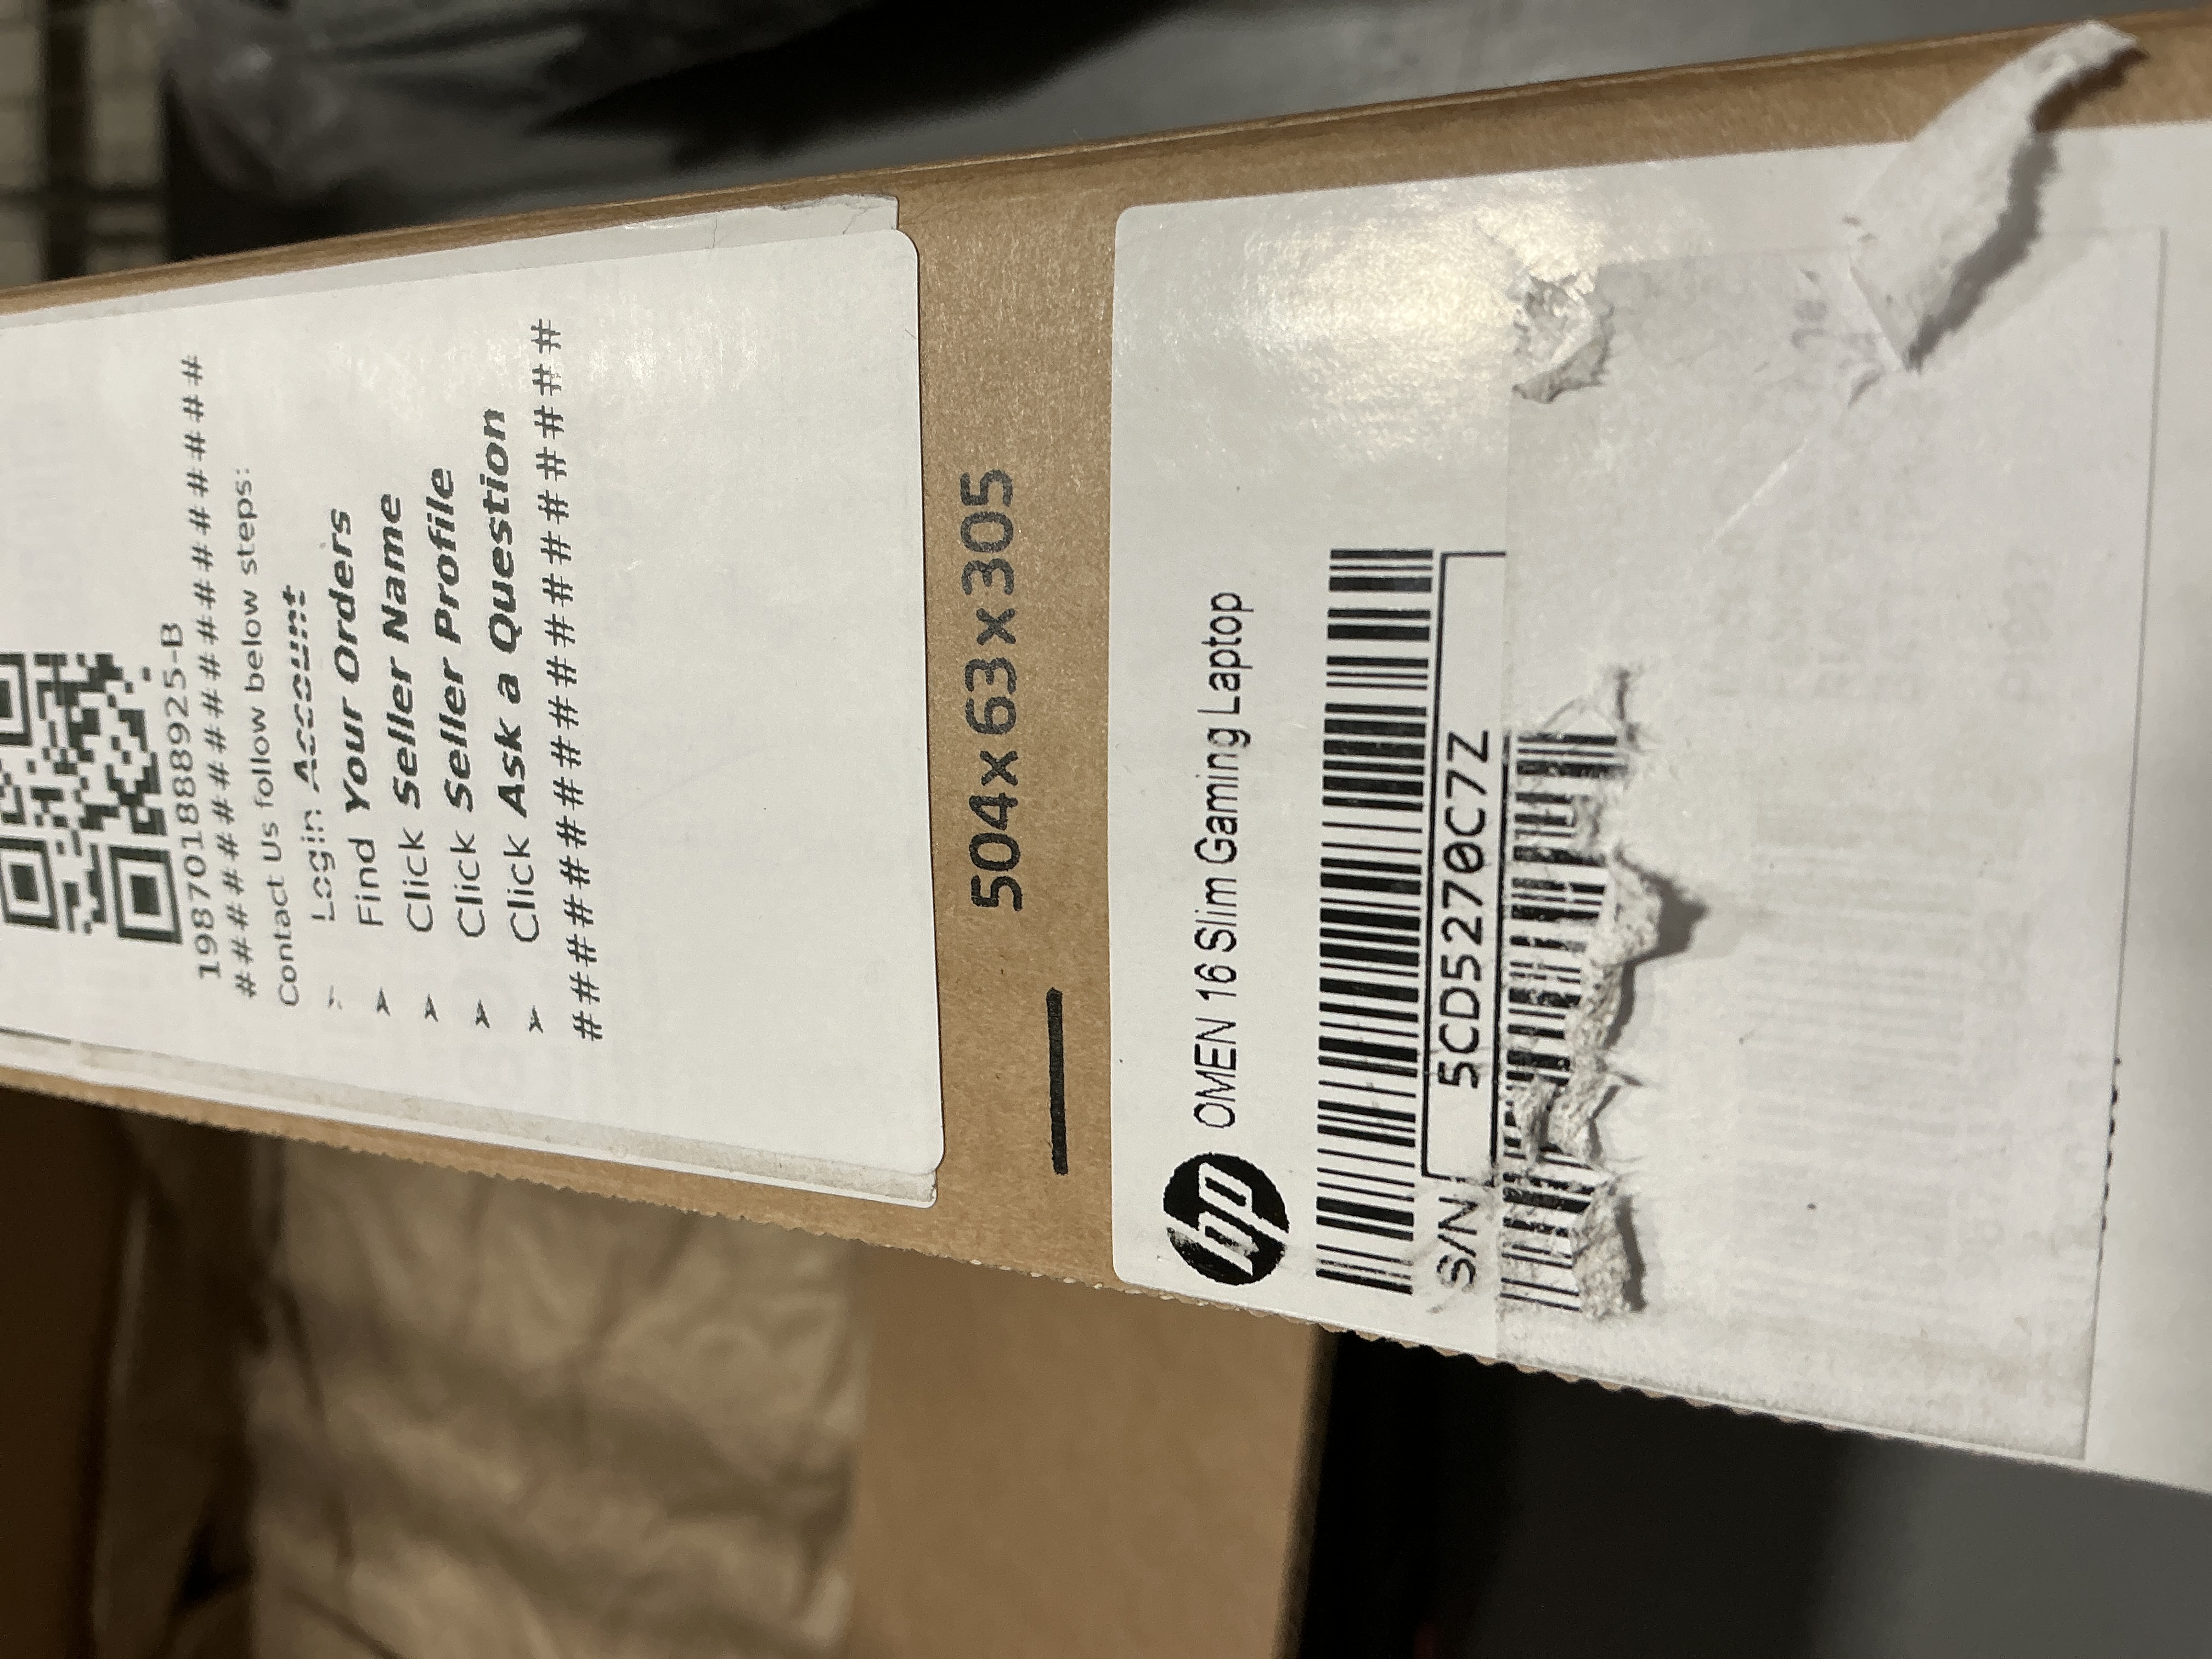 198701888925-B
########################
Contact Us follow below steps:
➤ Login Account
➤ Find Your Orders
➤ Click Seller Name
➤ Click Seller Profile
➤ Click Ask a Question
########################
504x63x305
hp OMEN 16 Slim Gaming Laptop
S/N 5CD5270C7Z